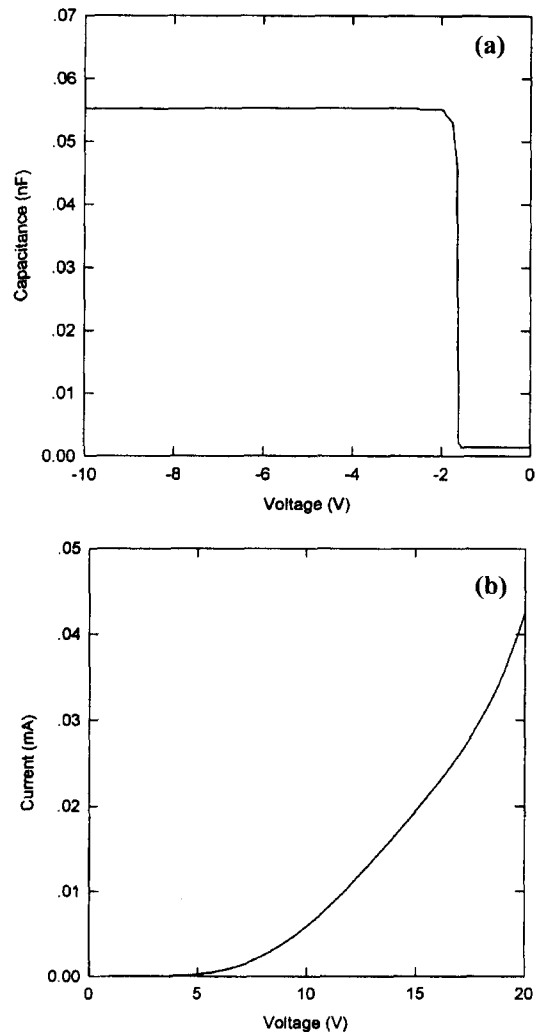 (a)
.07
.06
.05
.04
.03
.02
.01
0.00
Capacitance (nF)
-10 -8 -6 -4 -2 0
Voltage (V)
(b)
.05
.04
.03
.02
.01
0.00
Current (mA)
0 5 10 15 20
Voltage (V)